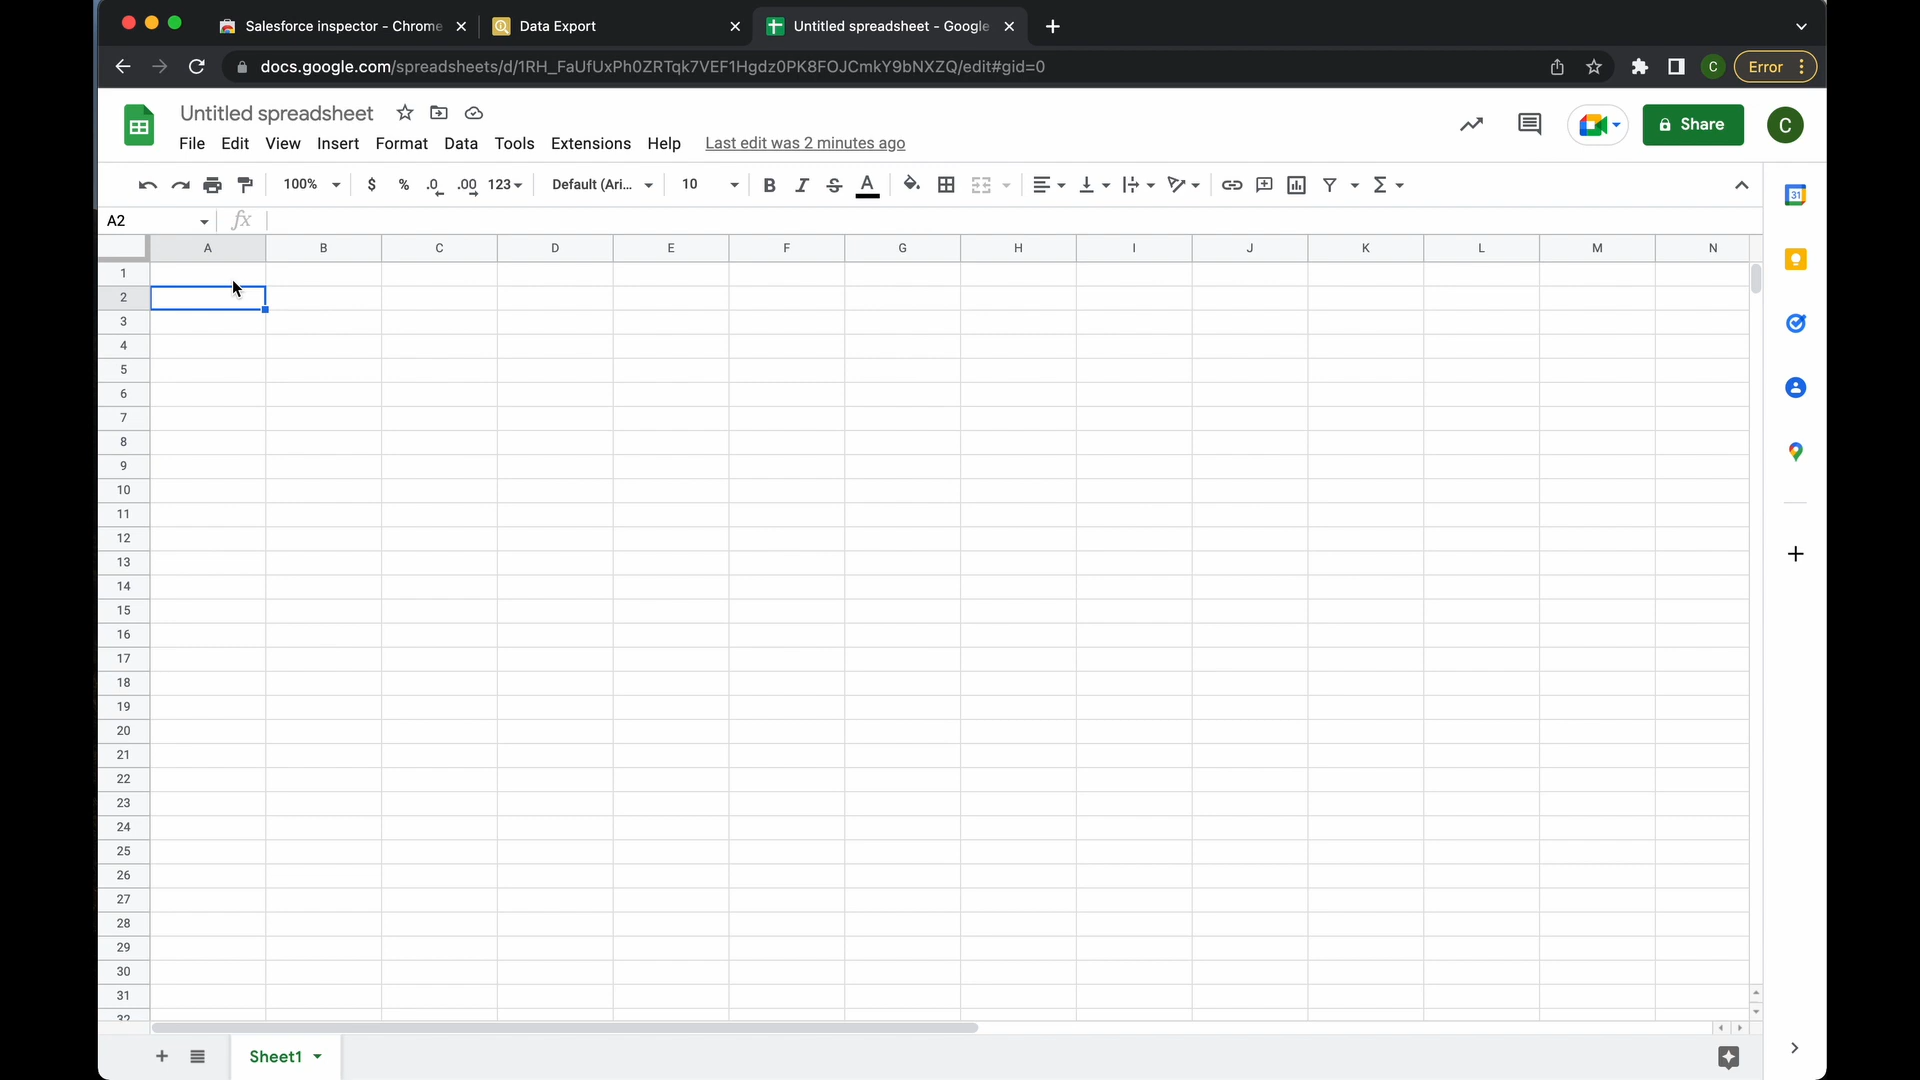 Salesforce inspector - Chrome
Data Export
Untitled spreadsheet - Google
docs.google.com/spreadsheets/d/1RH_FaUfUxPh0ZRTqk7VEF1Hgdz0PK8FOJCmkY9bNXZQ/edit#gid=0
C
Error
Untitled spreadsheet
File Edit View Insert Format Data Tools Extensions Help Last edit was 2 minutes ago
Share
C
100% $ % .0 .00 123 Default (Ari... 10 B I S A Σ
31
A2 fx
A B C D E F G H I J K L M N
1
2
3
4
5
6
7
8
9
10
11
12
13
14
15
16
17
18
19
20
21
22
23
24
25
26
27
28
29
30
31
32
Sheet1